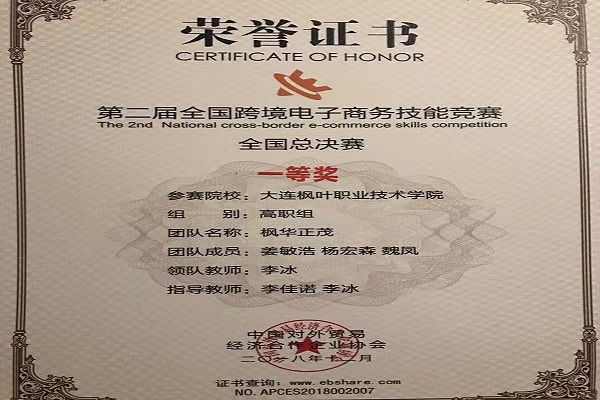 荣誉证书
CERTIFICATE OF HONOR
第二届全国跨境电子商务技能竞赛
The 2nd National cross-border e-commerce skills competition
全国总决赛
一等奖
参赛院校：大连枫叶职业技术学院
组 别：高职组
团队名称：枫华正茂
团队成员：姜敏浩 杨宏森 魏凤
领队教师：李冰
指导教师：李佳诺 李冰
中国对外贸易
经济合作企业协会
二〇一八年十二月
证书查询：www.ebshare.com
NO. APCES2018002007